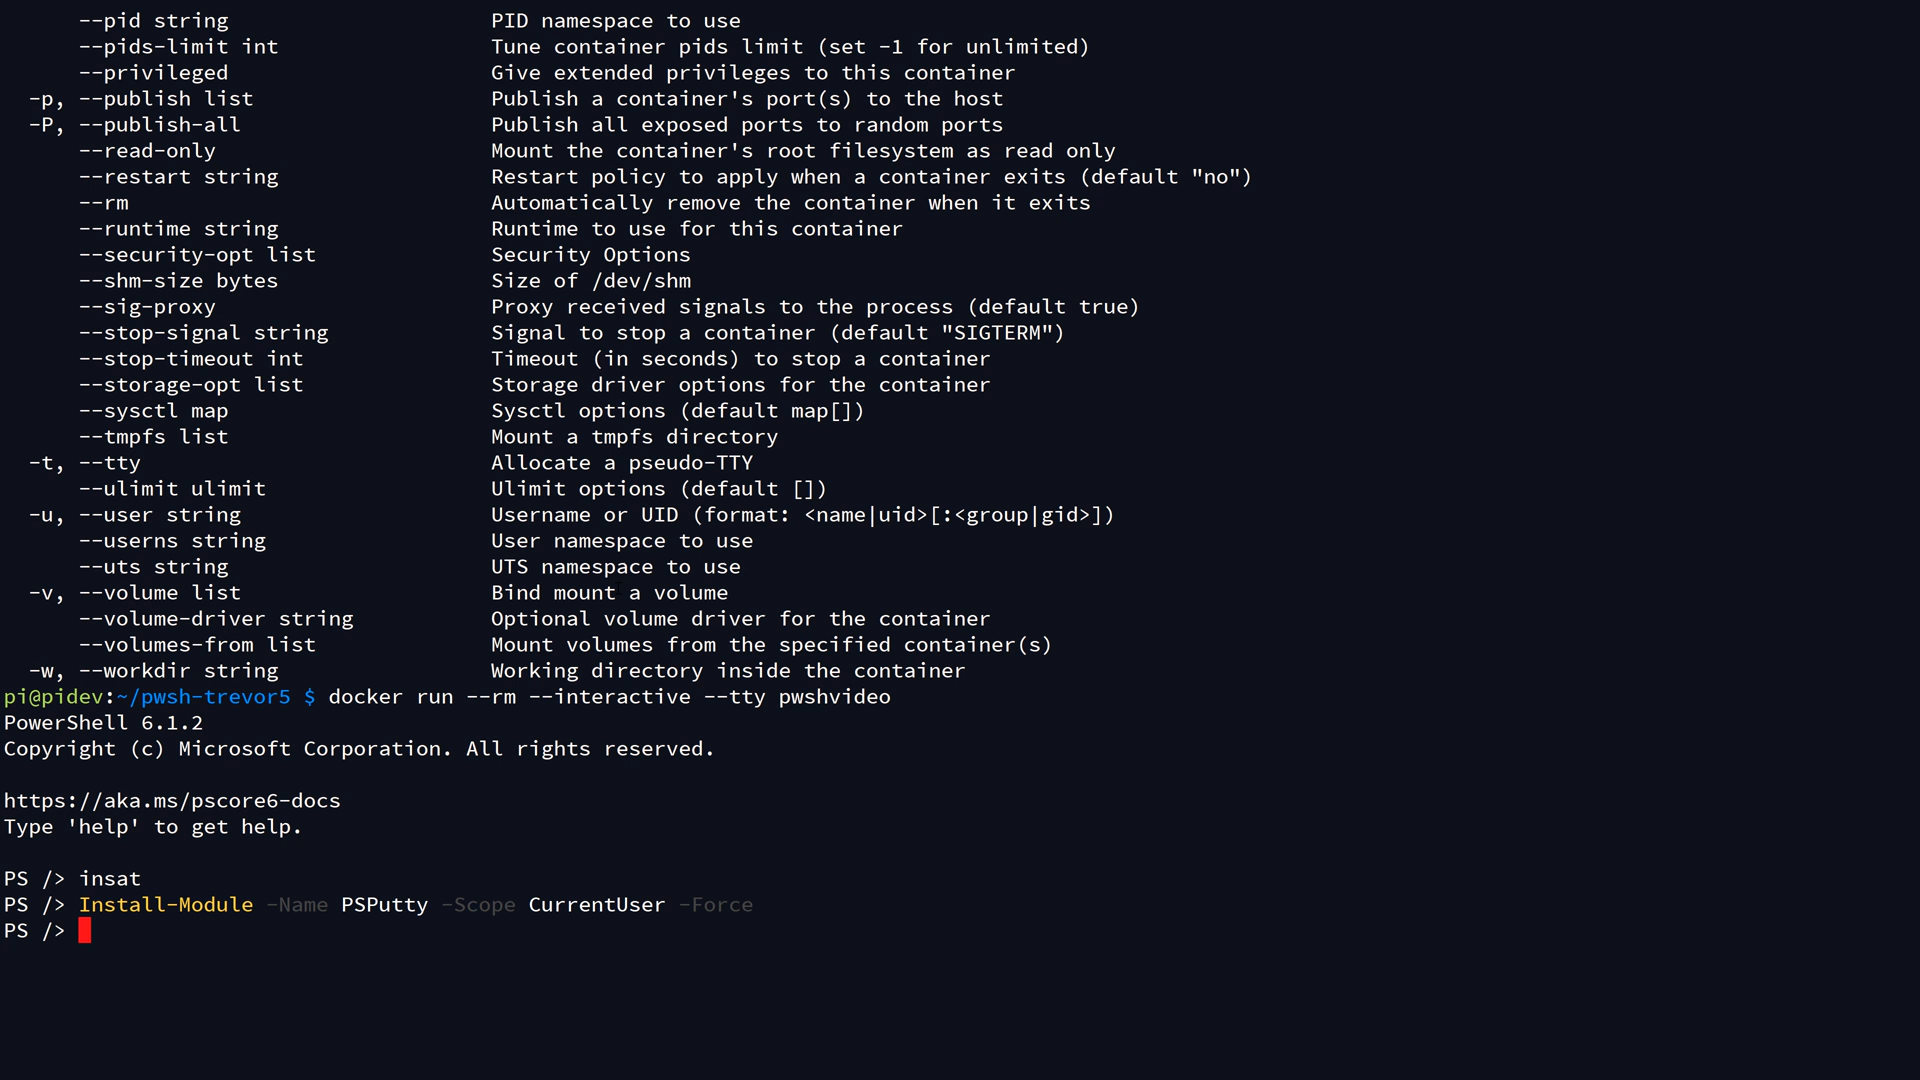 --pid string PID namespace to use
--pids-limit int Tune container pids limit (set -1 for unlimited)
--privileged Give extended privileges to this container
-p, --publish list Publish a container's port(s) to the host
-P, --publish-all Publish all exposed ports to random ports
--read-only Mount the container's root filesystem as read only
--restart string Restart policy to apply when a container exits (default "no")
--rm Automatically remove the container when it exits
--runtime string Runtime to use for this container
--security-opt list Security Options
--shm-size bytes Size of /dev/shm
--sig-proxy Proxy received signals to the process (default true)
--stop-signal string Signal to stop a container (default "SIGTERM")
--stop-timeout int Timeout (in seconds) to stop a container
--storage-opt list Storage driver options for the container
--sysctl map Sysctl options (default map[])
--tmpfs list Mount a tmpfs directory
-t, --tty Allocate a pseudo-TTY
--ulimit ulimit Ulimit options (default [])
-u, --user string Username or UID (format: <name|uid>[:<group|gid>])
--userns string User namespace to use
--uts string UTS namespace to use
-v, --volume list Bind mount a volume
--volume-driver string Optional volume driver for the container
--volumes-from list Mount volumes from the specified container(s)
-w, --workdir string Working directory inside the container
pi@pidev:~/pwsh-trevor5 $ docker run --rm --interactive --tty pwshvideo
PowerShell 6.1.2
Copyright (c) Microsoft Corporation. All rights reserved.
https://aka.ms/pscore6-docs
Type 'help' to get help.
PS /> insat
PS /> Install-Module -Name PSPutty -Scope CurrentUser -Force
PS />